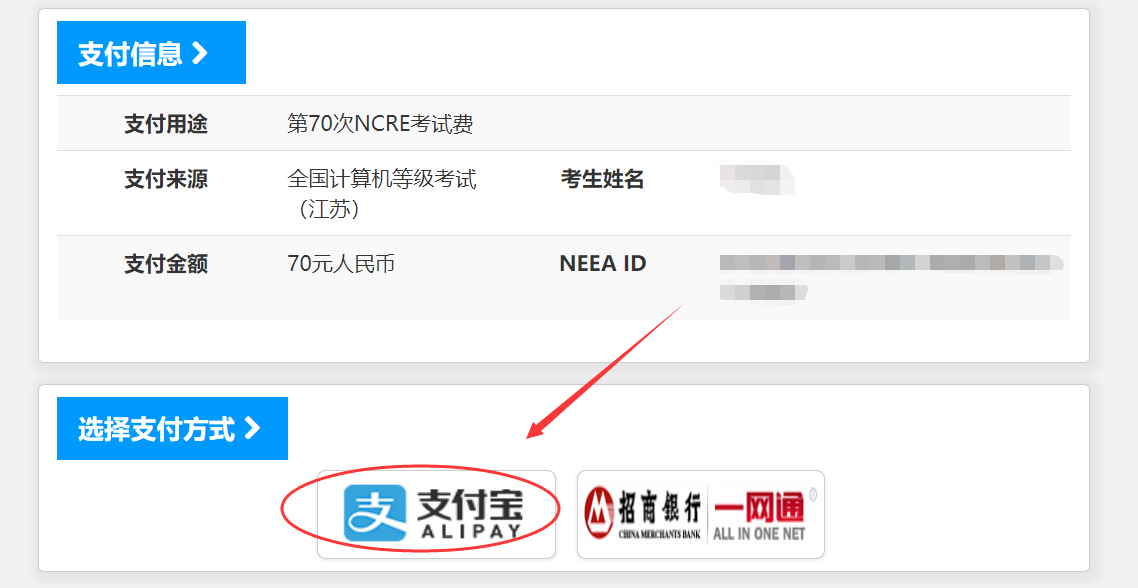 支付信息
支付用途 第70次NCRE考试费
支付来源 全国计算机等级考试 考生姓名
（江苏）
支付金额 70元人民币 NEEA ID
选择支付方式
支 支付宝 招商银行 一网通®
ALIPAY CHINA MERCHANTS BANK ALL IN ONE NET